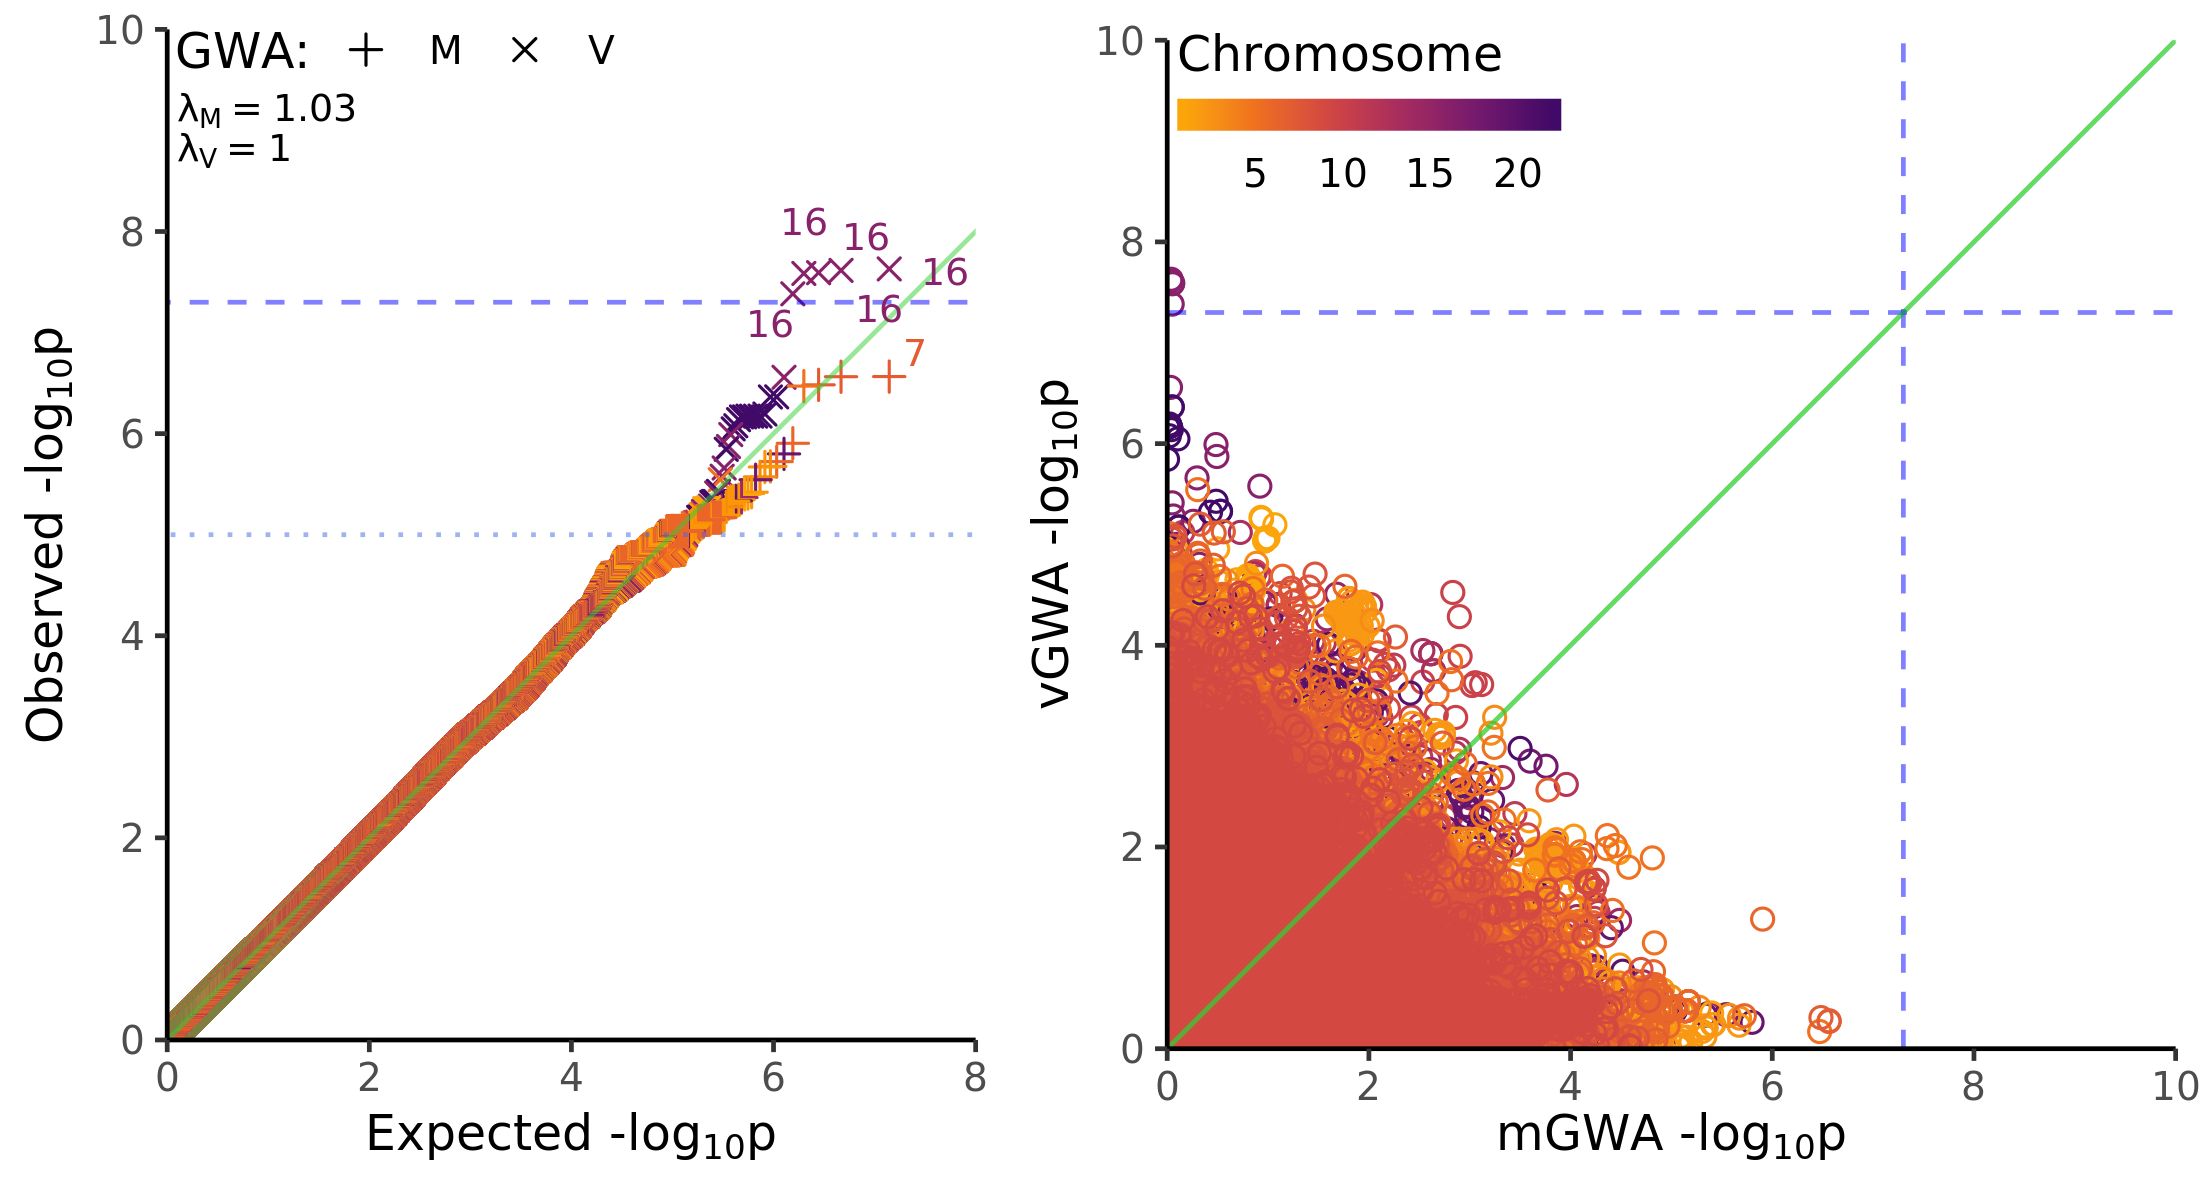 10
GWA: + M × V
λM = 1.03
λV = 1
8
6
4
2
0
16
16
16
16
16
7
0 2 4 6 8
Expected -log10p
Observed -log10p
10
Chromosome
5 10 15 20
8
6
4
2
0
0 2 4 6 8 10
mGWA -log10p
vGWA -log10p